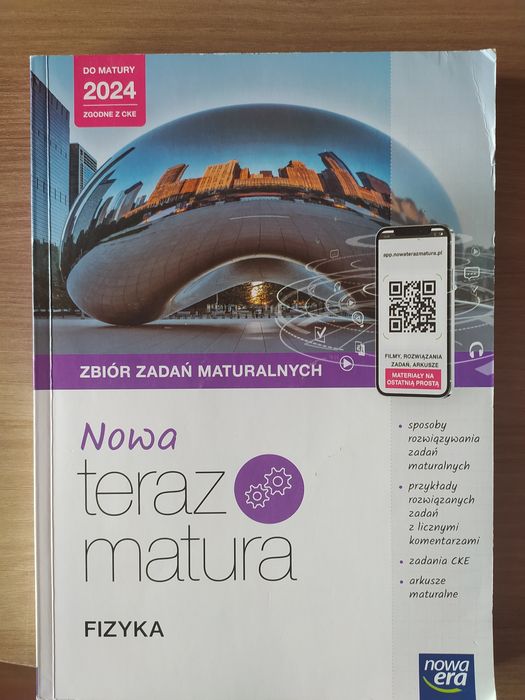 DO MATURY
2024
ZGODNE Z CKE
app.nowaterazmatura.pl
FILMY, ROZWIĄZANIA
ZADAŃ, ARKUSZE
MATERIAŁY NA
OSTATNIĄ PROSTĄ
ZBIÓR ZADAŃ MATURALNYCH
Nowa
teraz
matura
FIZYKA
• sposoby
rozwiązywania
zadań
maturalnych
• przykłady
rozwiązanych
zadań
z licznymi
komentarzami
• zadania CKE
• arkusze
maturalne
nowa
era